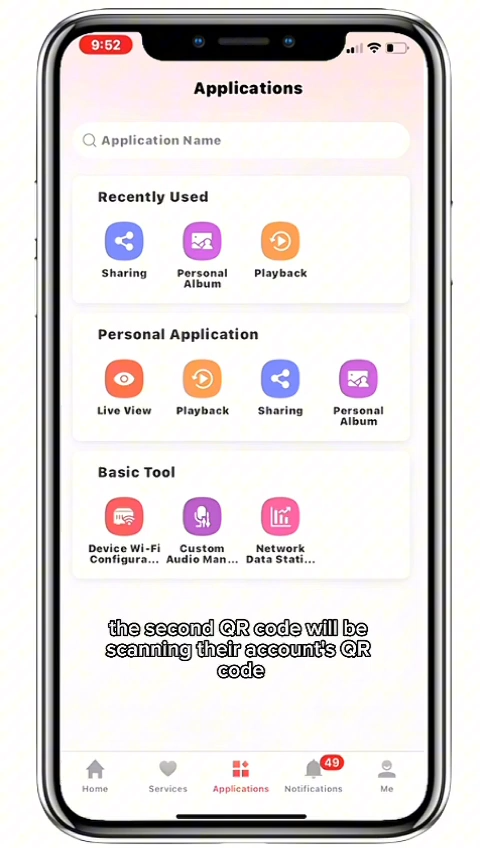 9:52
Applications
Application Name
Recently Used
Sharing
Personal
Album
Playback
Personal Application
Live View
Playback
Sharing
Personal
Album
Basic Tool
Device Wi-Fi
Configura...
Custom
Audio Man...
Network
Data Stati...
the second QR code will be
scanning their account's QR
code
Home
Services
Applications
49
Notifications
Me